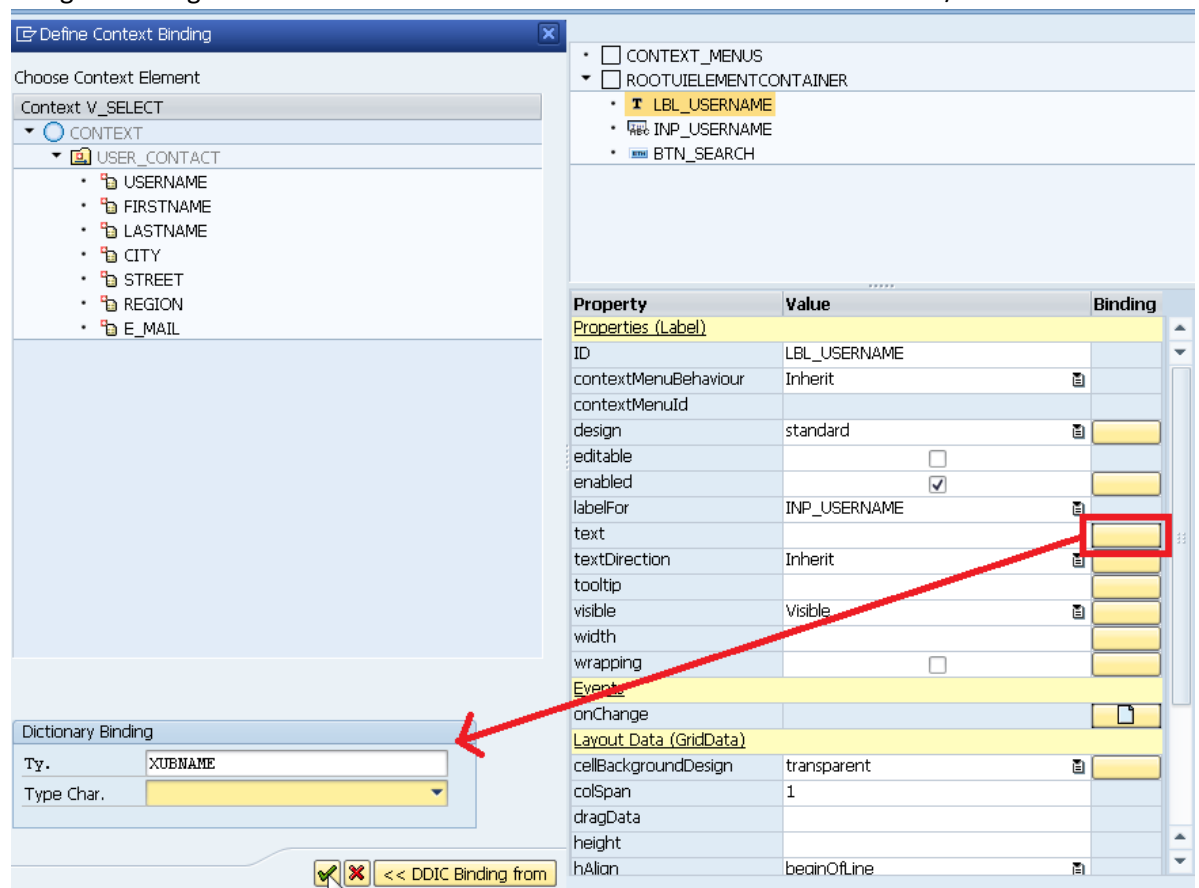 Define Context Binding
Choose Context Element
Context V_SELECT
CONTEXT
USER_CONTACT
USERNAME
FIRSTNAME
LASTNAME
CITY
STREET
REGION
E_MAIL
Dictionary Binding
Ty. XUBNAME
Type Char.
<< DDIC Binding from
CONTEXT_MENUS
ROOTUIELEMENTCONTAINER
T LBL_USERNAME
ABC INP_USERNAME
BTN BTN_SEARCH
Property Value Binding
Properties (Label)
ID LBL_USERNAME
contextMenuBehaviour Inherit
contextMenuId
design standard
editable
enabled
labelFor INP_USERNAME
text
textDirection Inherit
tooltip
visible Visible
width
wrapping
Events
onChange
Layout Data (GridData)
cellBackgroundDesign transparent
colSpan 1
dragData
height
hAlign beginOfLine